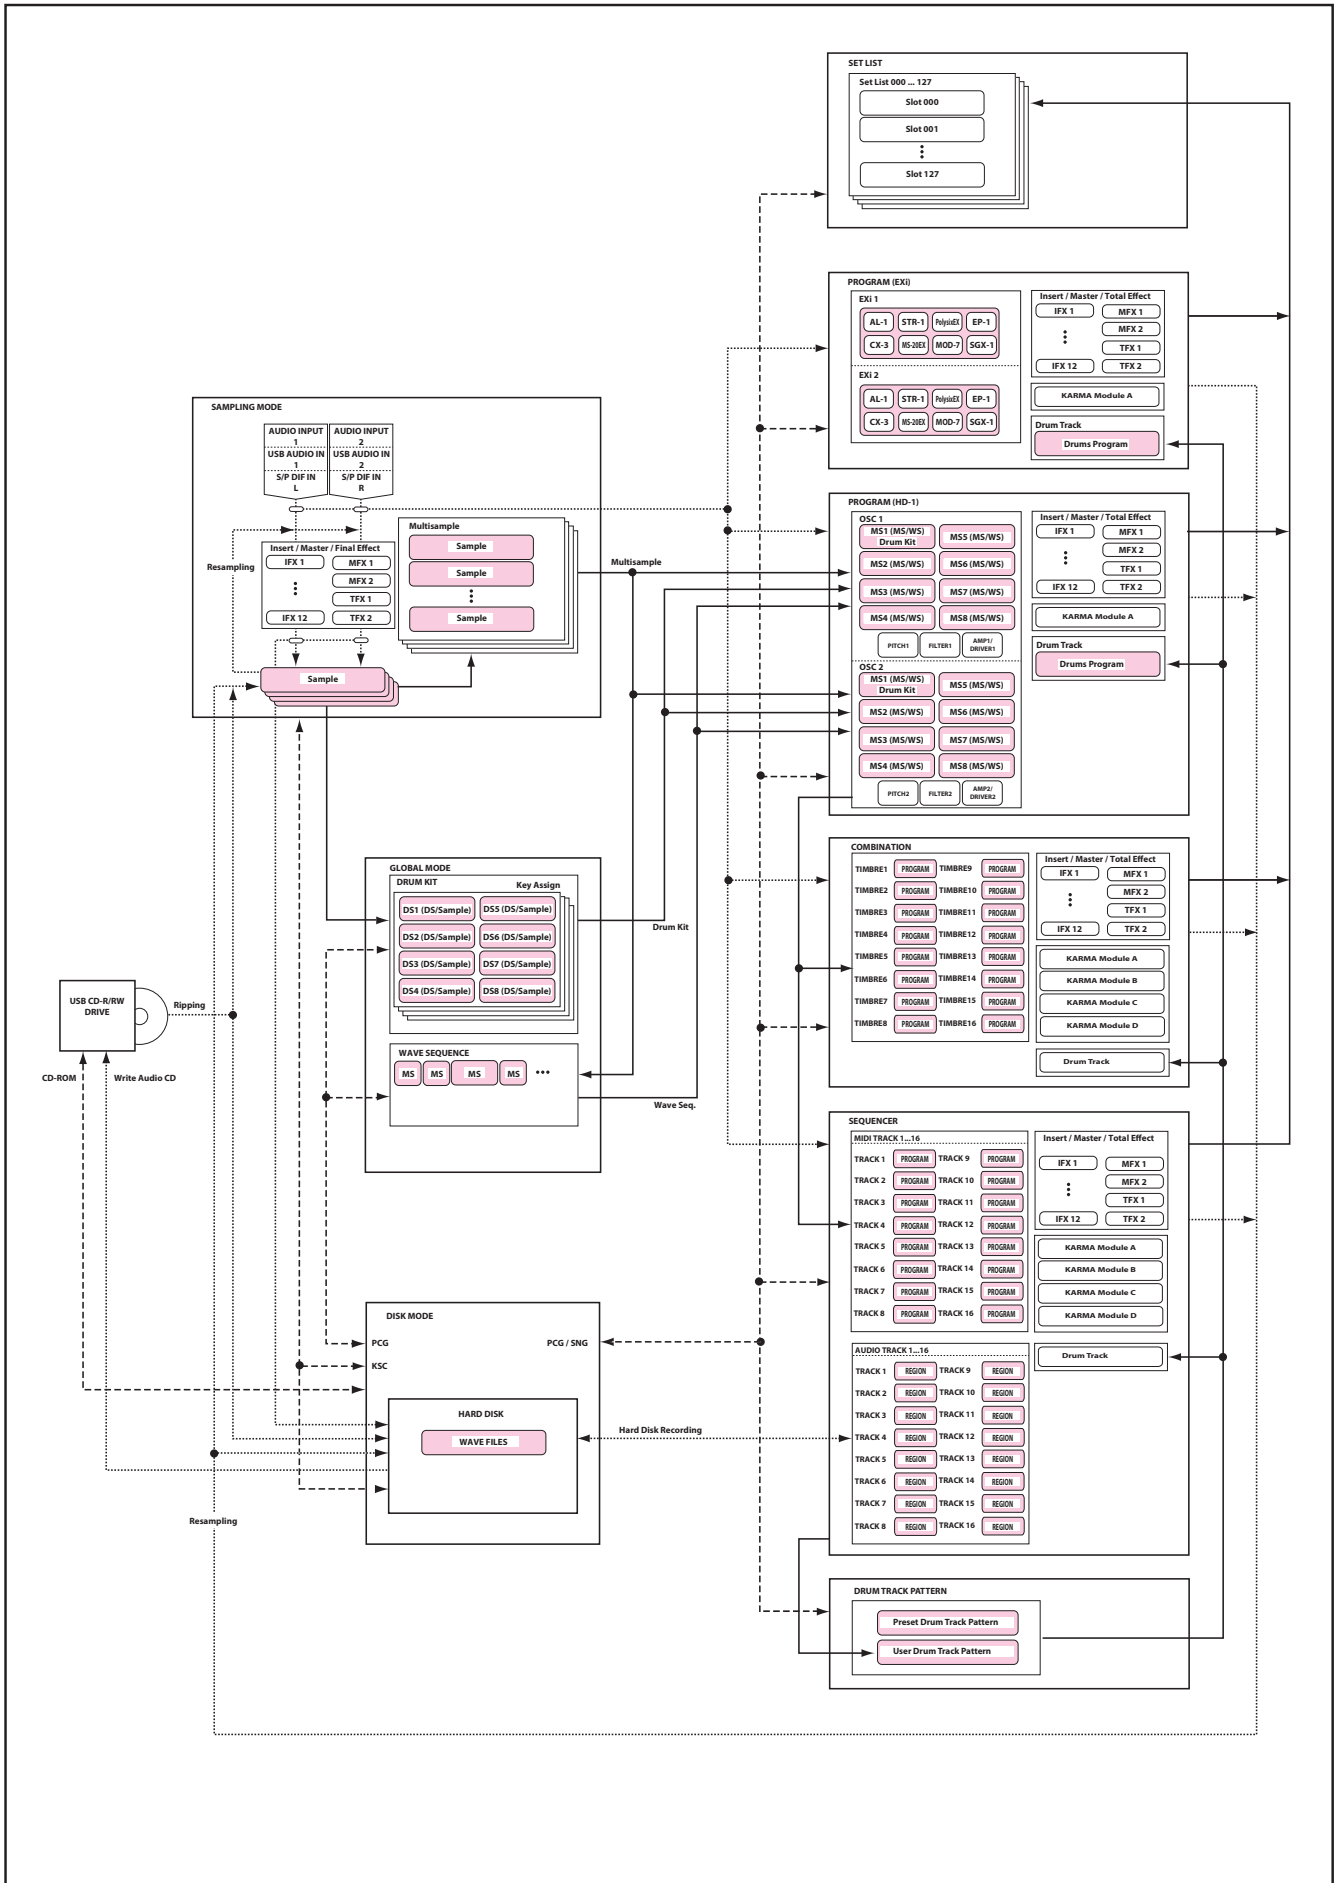 SET LIST
Set List 000 ... 127
Slot 000
Slot 001
Slot 127
PROGRAM (EXi)
EXi 1
AL-1 STR-1 PolysixEX EP-1
CX-3 MS-20EX MOD-7 SGX-1
EXi 2
AL-1 STR-1 PolysixEX EP-1
CX-3 MS-20EX MOD-7 SGX-1
Insert / Master / Total Effect
IFX 1 MFX 1
MFX 2
TFX 1
IFX 12 TFX 2
KARMA Module A
Drum Track
Drums Program
SAMPLING MODE
AUDIO INPUT 1
AUDIO INPUT 2
USB AUDIO IN 1
USB AUDIO IN 2
S/P DIF IN L
S/P DIF IN R
Resampling
Insert / Master / Final Effect
IFX 1 MFX 1
MFX 2
TFX 1
IFX 12 TFX 2
Sample
Multisample
Sample
Sample
Sample
Multisample
PROGRAM (HD-1)
OSC 1
MS1 (MS/WS) Drum Kit MS5 (MS/WS)
MS2 (MS/WS) MS6 (MS/WS)
MS3 (MS/WS) MS7 (MS/WS)
MS4 (MS/WS) MS8 (MS/WS)
PITCH1 FILTER1 AMP1/ DRIVER1
OSC 2
MS1 (MS/WS) Drum Kit MS5 (MS/WS)
MS2 (MS/WS) MS6 (MS/WS)
MS3 (MS/WS) MS7 (MS/WS)
MS4 (MS/WS) MS8 (MS/WS)
PITCH2 FILTER2 AMP2/ DRIVER2
Insert / Master / Total Effect
IFX 1 MFX 1
MFX 2
TFX 1
IFX 12 TFX 2
KARMA Module A
Drum Track
Drums Program
GLOBAL MODE
DRUM KIT
Key Assign
DS1 (DS/Sample) DS5 (DS/Sample)
DS2 (DS/Sample) DS6 (DS/Sample)
DS3 (DS/Sample) DS7 (DS/Sample)
DS4 (DS/Sample) DS8 (DS/Sample)
Drum Kit
WAVE SEQUENCE
MS MS MS MS
Wave Seq.
COMBINATION
TIMBRE1 PROGRAM TIMBRE9 PROGRAM
TIMBRE2 PROGRAM TIMBRE10 PROGRAM
TIMBRE3 PROGRAM TIMBRE11 PROGRAM
TIMBRE4 PROGRAM TIMBRE12 PROGRAM
TIMBRE5 PROGRAM TIMBRE13 PROGRAM
TIMBRE6 PROGRAM TIMBRE14 PROGRAM
TIMBRE7 PROGRAM TIMBRE15 PROGRAM
TIMBRE8 PROGRAM TIMBRE16 PROGRAM
Insert / Master / Total Effect
IFX 1 MFX 1
MFX 2
TFX 1
IFX 12 TFX 2
KARMA Module A
KARMA Module B
KARMA Module C
KARMA Module D
Drum Track
USB CD-R/RW
DRIVE
Ripping
CD-ROM
Write Audio CD
SEQUENCER
MIDI TRACK 1...16
TRACK 1 PROGRAM TRACK 9 PROGRAM
TRACK 2 PROGRAM TRACK 10 PROGRAM
TRACK 3 PROGRAM TRACK 11 PROGRAM
TRACK 4 PROGRAM TRACK 12 PROGRAM
TRACK 5 PROGRAM TRACK 13 PROGRAM
TRACK 6 PROGRAM TRACK 14 PROGRAM
TRACK 7 PROGRAM TRACK 15 PROGRAM
TRACK 8 PROGRAM TRACK 16 PROGRAM
Insert / Master / Total Effect
IFX 1 MFX 1
MFX 2
TFX 1
IFX 12 TFX 2
KARMA Module A
KARMA Module B
KARMA Module C
KARMA Module D
Drum Track
AUDIO TRACK 1...16
TRACK 1 REGION TRACK 9 REGION
TRACK 2 REGION TRACK 10 REGION
TRACK 3 REGION TRACK 11 REGION
TRACK 4 REGION TRACK 12 REGION
TRACK 5 REGION TRACK 13 REGION
TRACK 6 REGION TRACK 14 REGION
TRACK 7 REGION TRACK 15 REGION
TRACK 8 REGION TRACK 16 REGION
DISK MODE
PCG
PCG / SNG
KSC
HARD DISK
WAVE FILES
Hard Disk Recording
Resampling
DRUM TRACK PATTERN
Preset Drum Track Pattern
User Drum Track Pattern